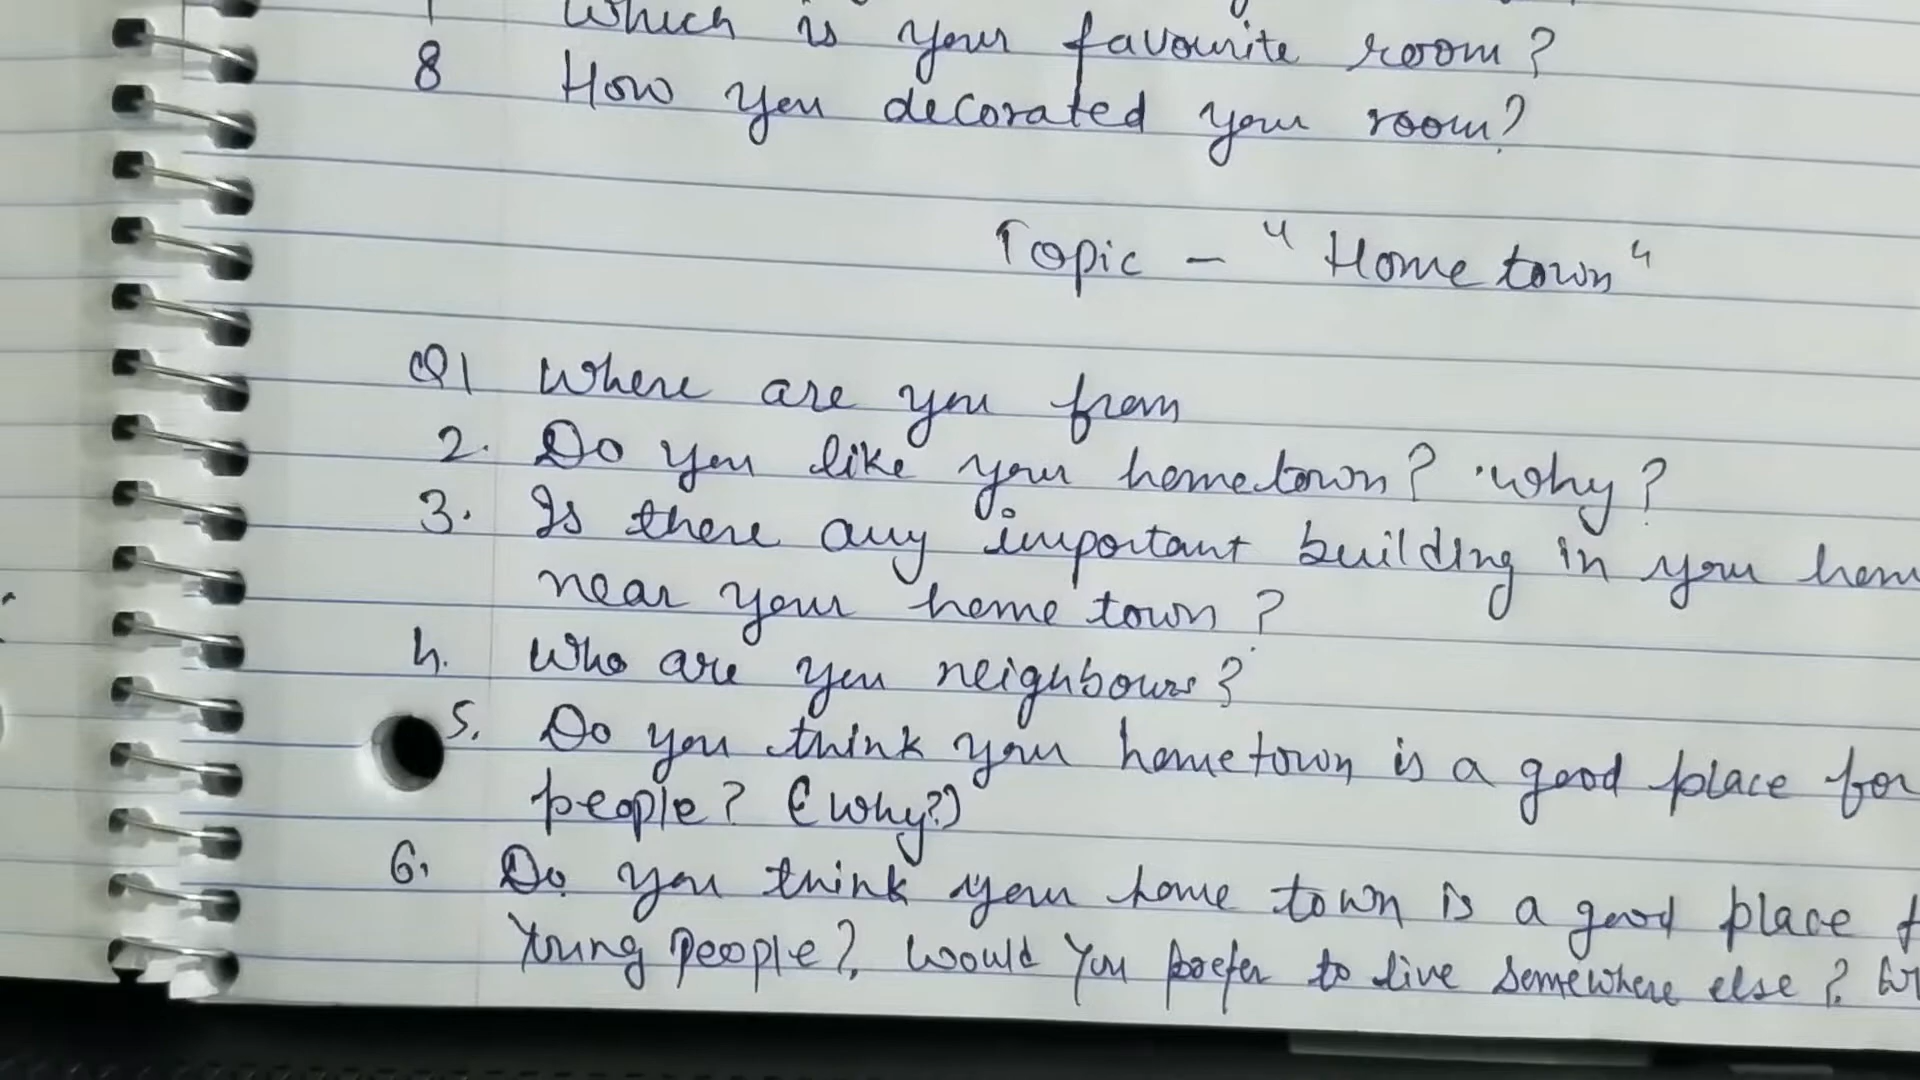 Which is your favourite room?
8 How you decorated your room?
Topic - "Home town"
Q1 Where are you from
2. Do you like your hometown? why?
3. Is there any important building in your hom
near your home town?
4. Who are you neighbours?
5. Do you think your hometown is a good place for
people? (why?)
6. Do you think your home town is a good place f
Young people?, Would You prefer to live somewhere else?